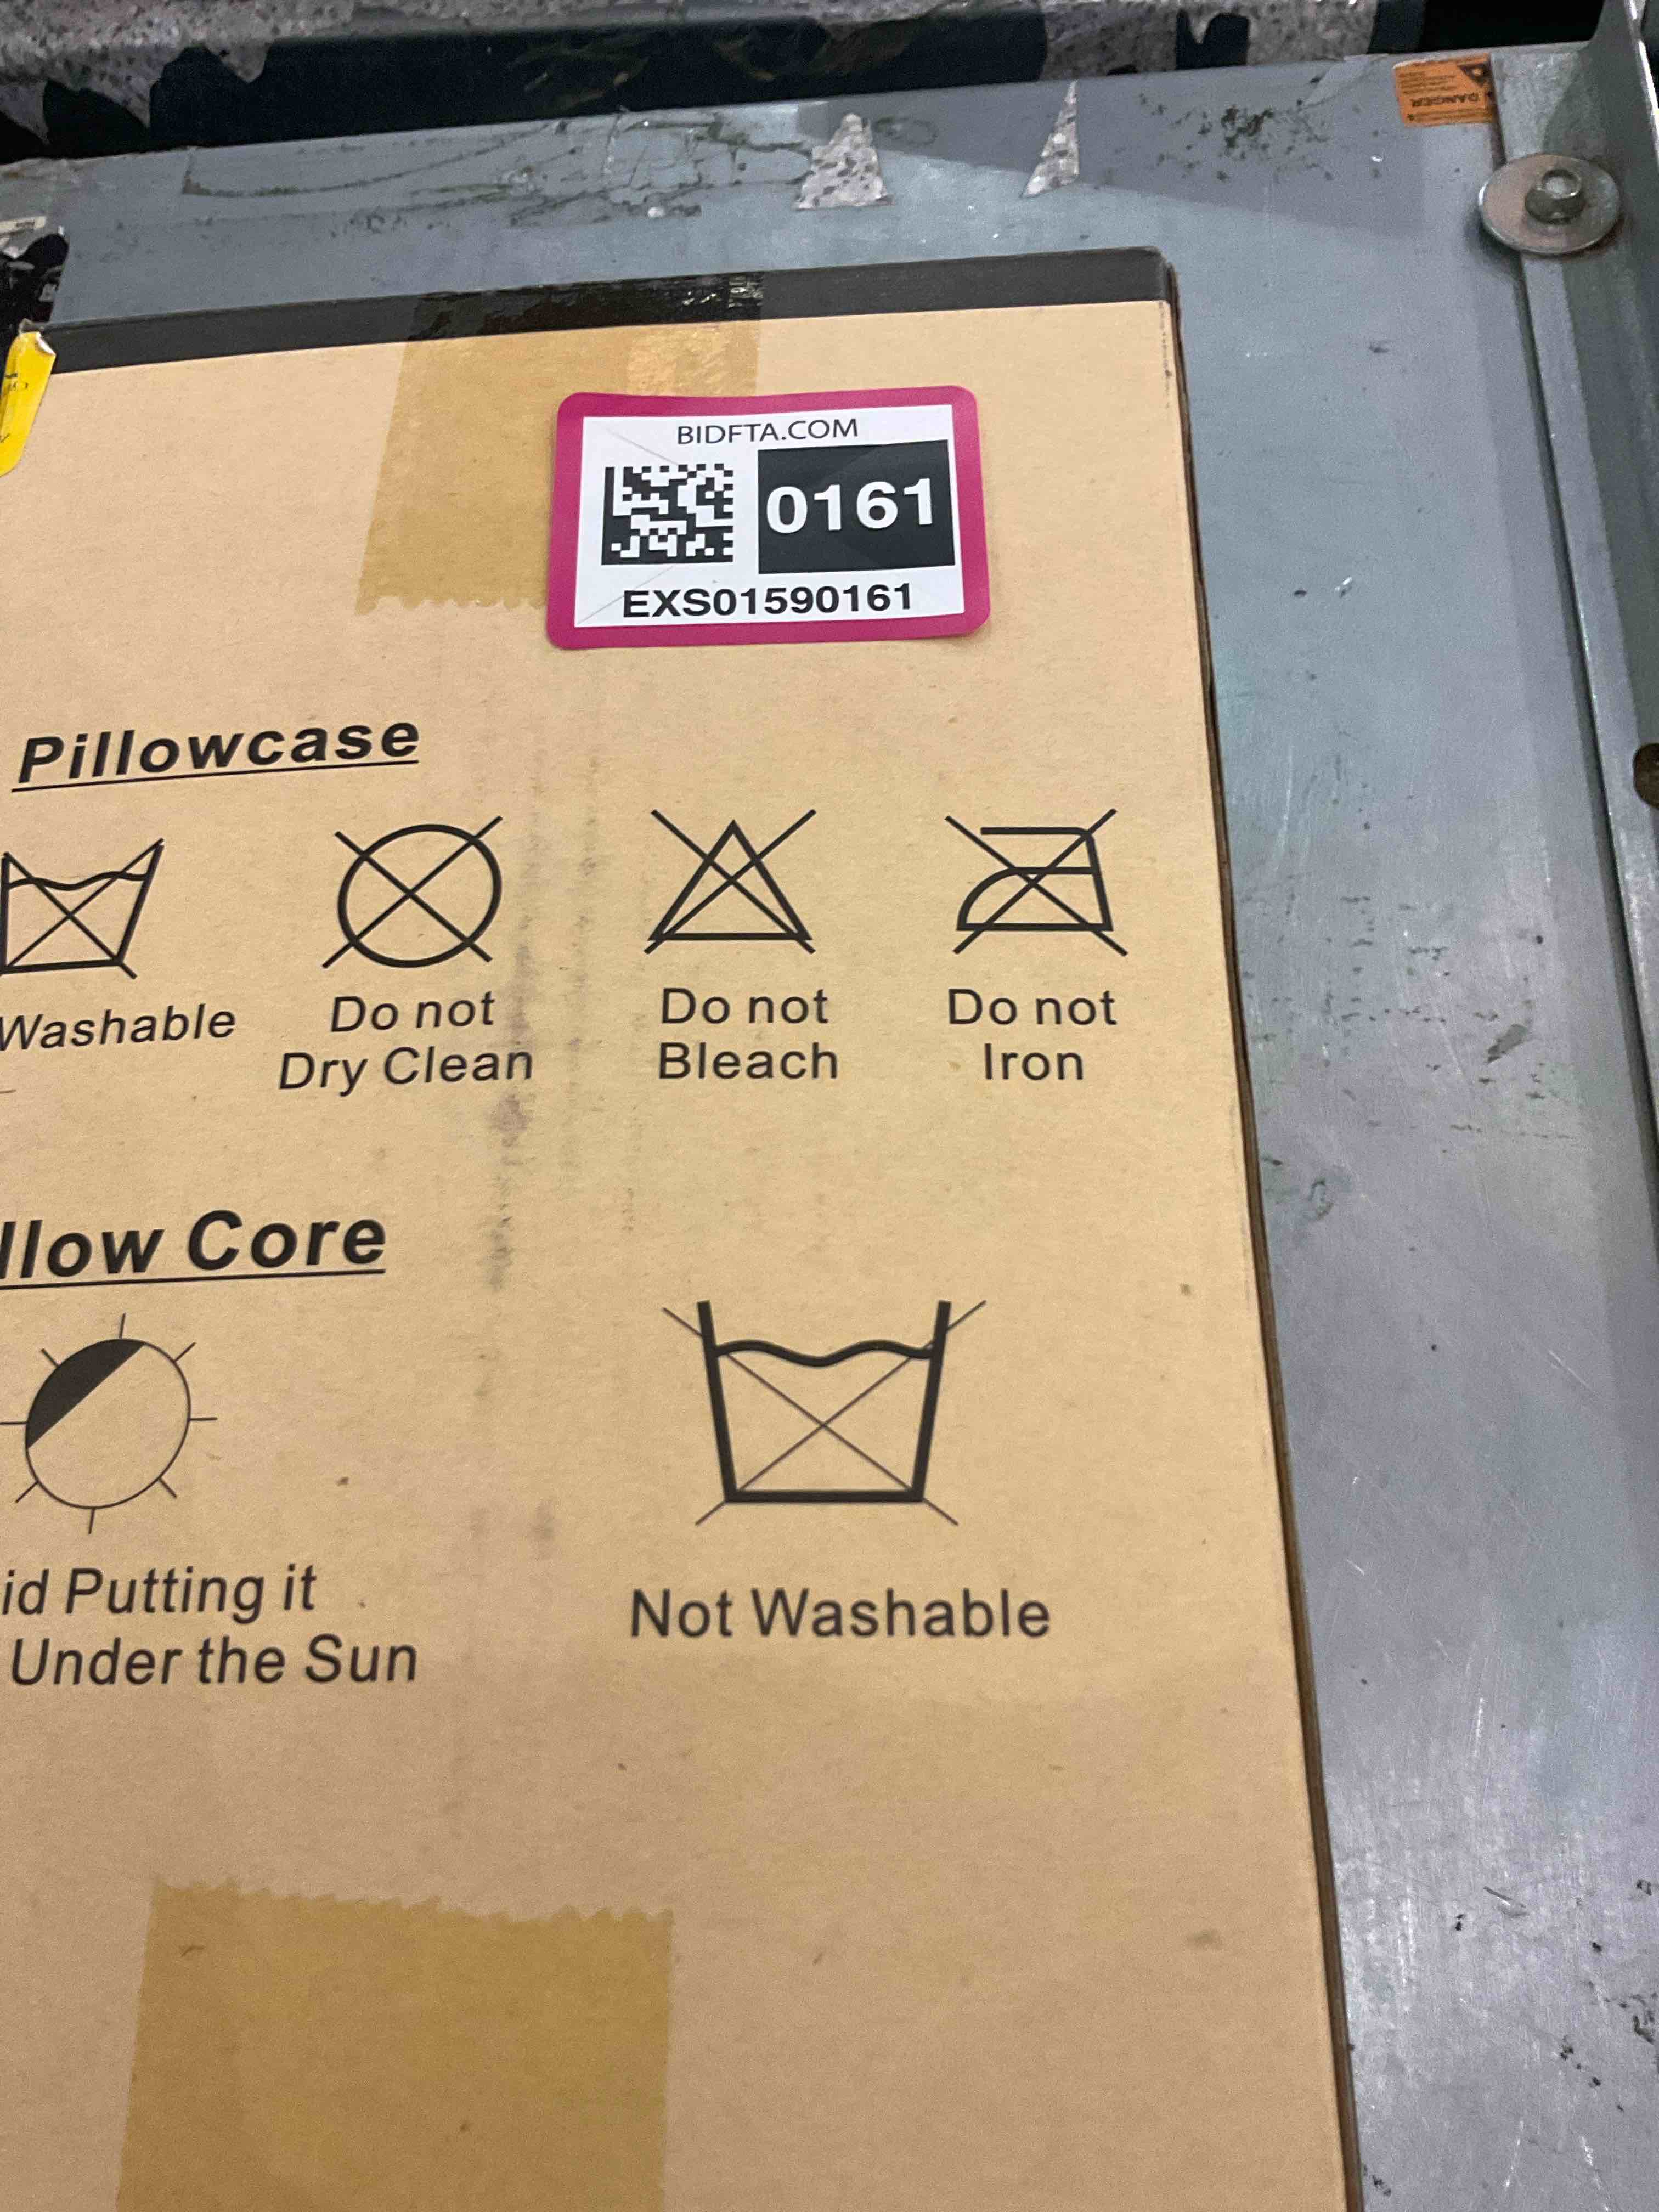 BIDFTA.COM
0161
EXS01590161
Pillowcase
Washable
Do not
Dry Clean
Do not
Bleach
Do not
Iron
llow Core
id Putting it
Under the Sun
Not Washable
DANGER